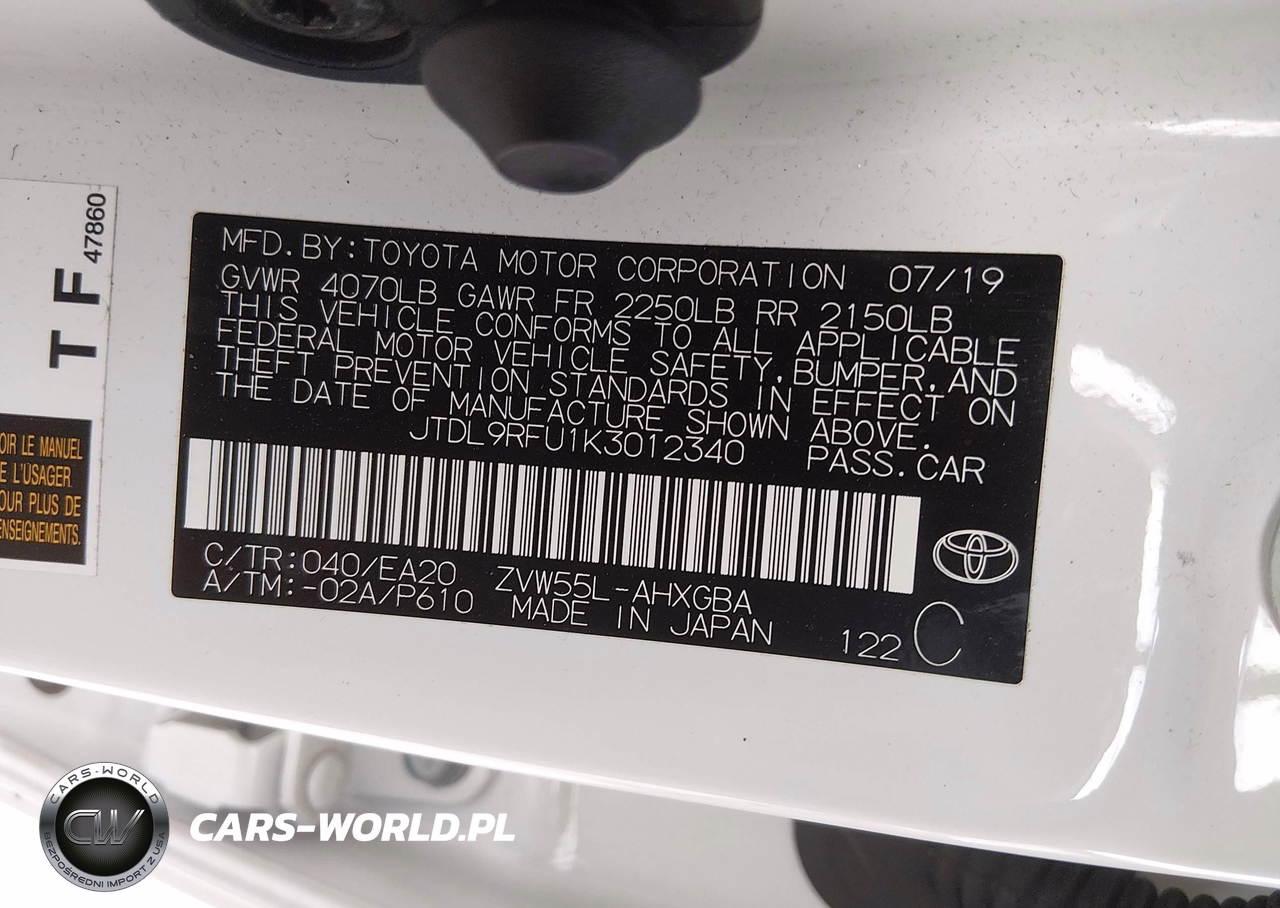 47860
T F
OIR LE MANUEL
E L'USAGER
OUR PLUS DE
ENSEIGNEMENTS.
MFD.BY:TOYOTA MOTOR CORPORATION 07/19
GVWR 4070LB GAWR FR 2250LB RR 2150LB
THIS VEHICLE CONFORMS TO ALL APPLICABLE
FEDERAL MOTOR VEHICLE SAFETY,BUMPER,AND
THEFT PREVENTION STANDARDS IN EFFECT ON
THE DATE OF MANUFACTURE SHOWN ABOVE.
JTDL9RFU1K3012340 PASS.CAR
C/TR:040/EA20 ZVW55L-AHXGBA
A/TM:-02A/P610 MADE IN JAPAN
122 C
CARS-WORLD
CW
BEZPOŚREDNI IMPORT Z USA
CARS-WORLD.PL